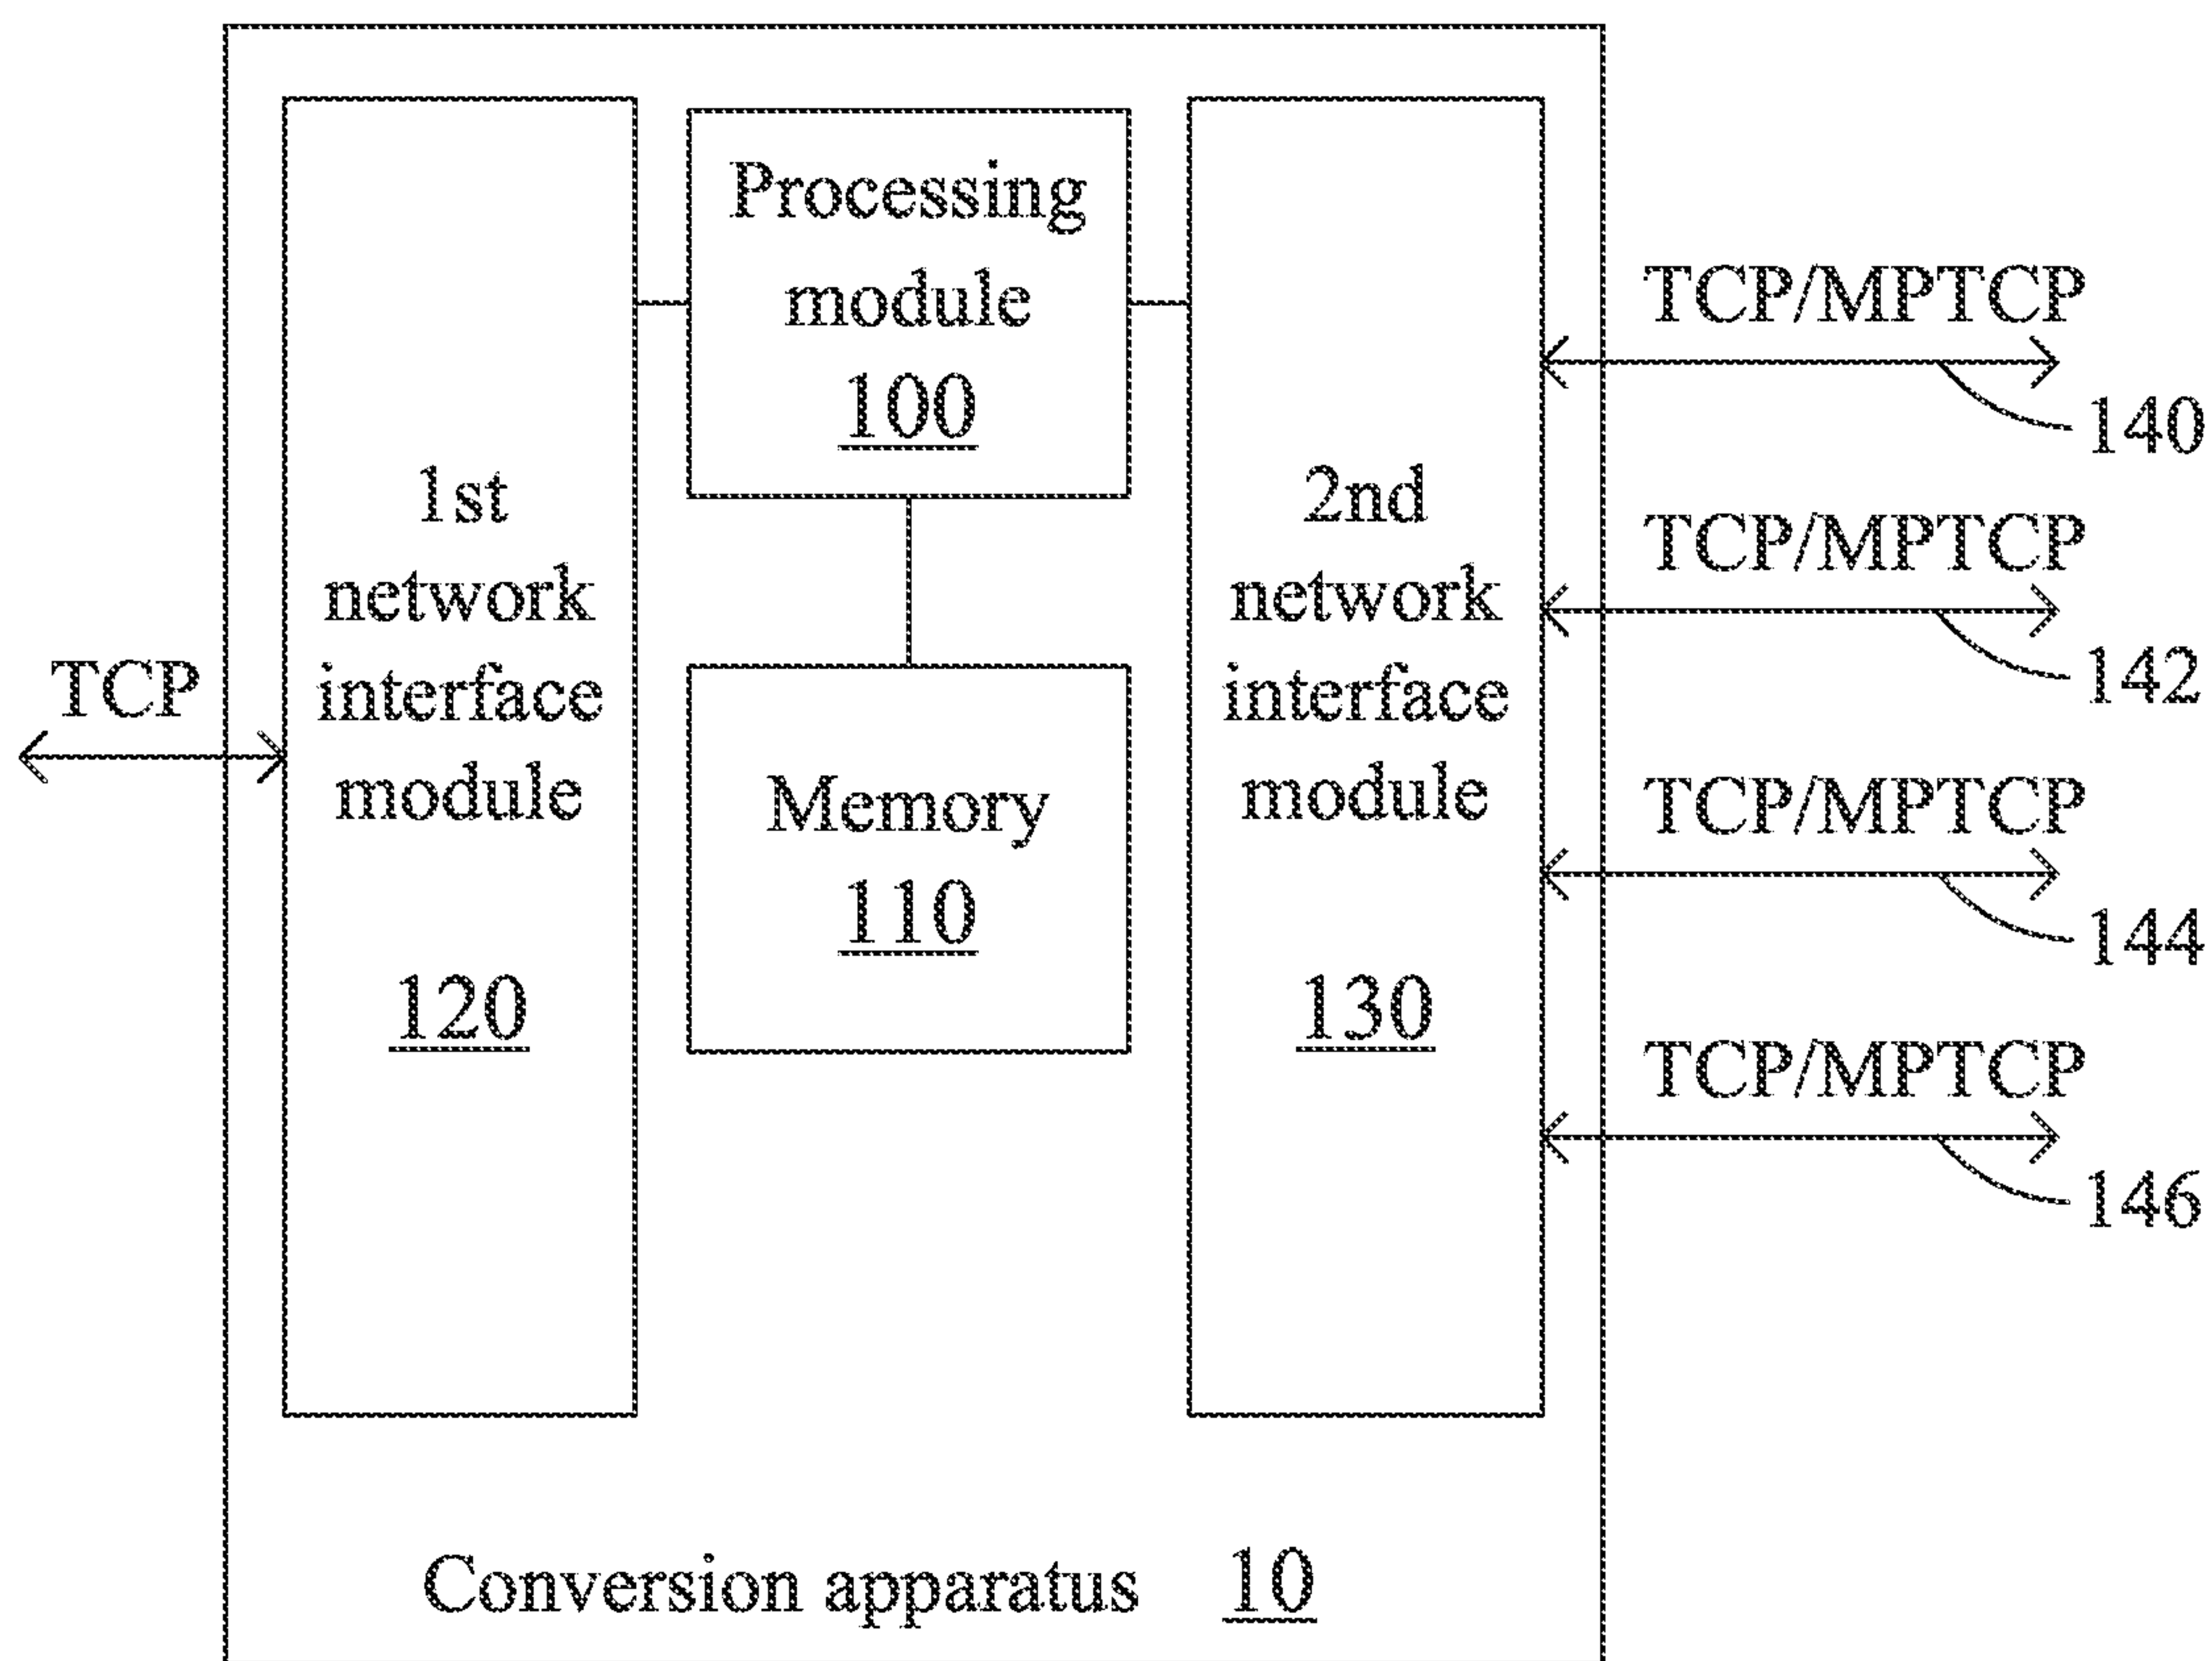 Processing
module
100
1st
network
interface
module
120
TCP
Memory
110
2nd
network
interface
module
130
TCP/MPTCP
140
TCP/MPTCP
142
TCP/MPTCP
144
TCP/MPTCP
146
Conversion apparatus 10